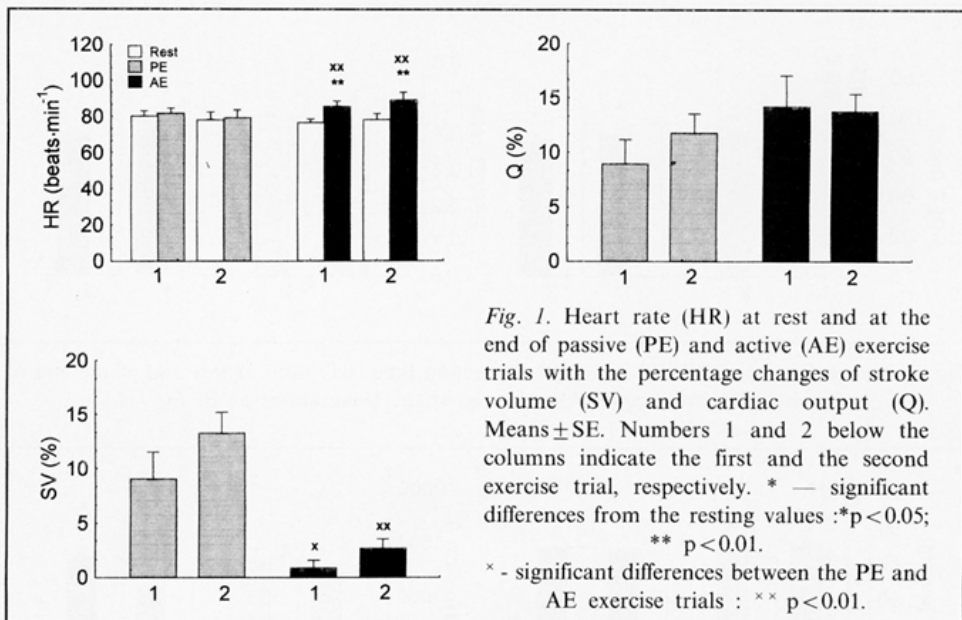 120
100
80
60
40
20
0
HR (beats·min⁻¹)
Rest
PE
AE
xx
**
xx
**
1 2 1 2
20
15
10
5
0
Q (%)
1 2 1 2
20
15
10
5
0
SV (%)
x
xx
1 2 1 2
Fig. 1. Heart rate (HR) at rest and at the
end of passive (PE) and active (AE) exercise
trials with the percentage changes of stroke
volume (SV) and cardiac output (Q).
Means±SE. Numbers 1 and 2 below the
columns indicate the first and the second
exercise trial, respectively. * — significant
differences from the resting values :*p<0.05;
** p<0.01.
ˣ - significant differences between the PE and
AE exercise trials : ˣˣ p<0.01.